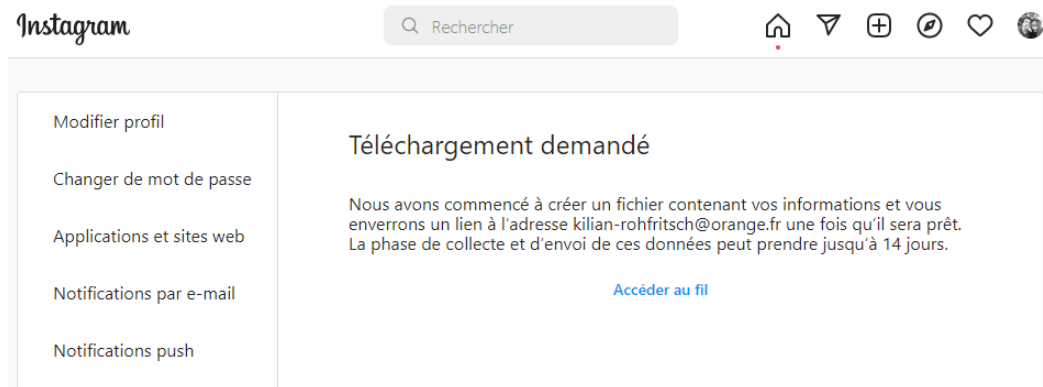 Instagram
Rechercher
Modifier profil
Changer de mot de passe
Applications et sites web
Notifications par e-mail
Notifications push
Téléchargement demandé
Nous avons commencé à créer un fichier contenant vos informations et vous
enverrons un lien à l'adresse kilian-rohfritsch@orange.fr une fois qu'il sera prêt.
La phase de collecte et d'envoi de ces données peut prendre jusqu'à 14 jours.
Accéder au fil